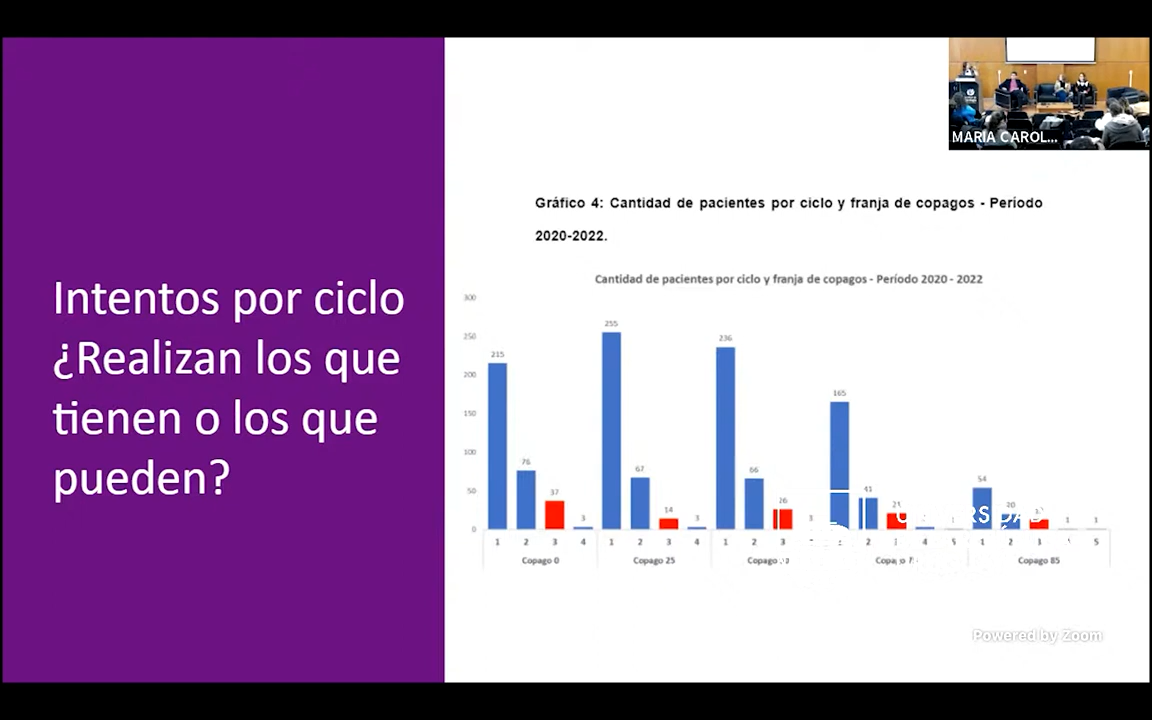 MARIA CAROL...
Intentos por ciclo
¿Realizan los que
tienen o los que
pueden?
Gráfico 4: Cantidad de pacientes por ciclo y franja de copagos - Período
2020-2022.
Cantidad de pacientes por ciclo y franja de copagos - Período 2020 - 2022
300
250
200
150
100
50
0
215 76 37 3
255 67 14 3
236 66 26 3
165 41
54 20 1 1
1 2 3 4 1 2 3 4 1 2 3 2 3 4 5 1 2 3 5
Copago 0 Copago 25 Copago Copago 85
Powered by Zoom